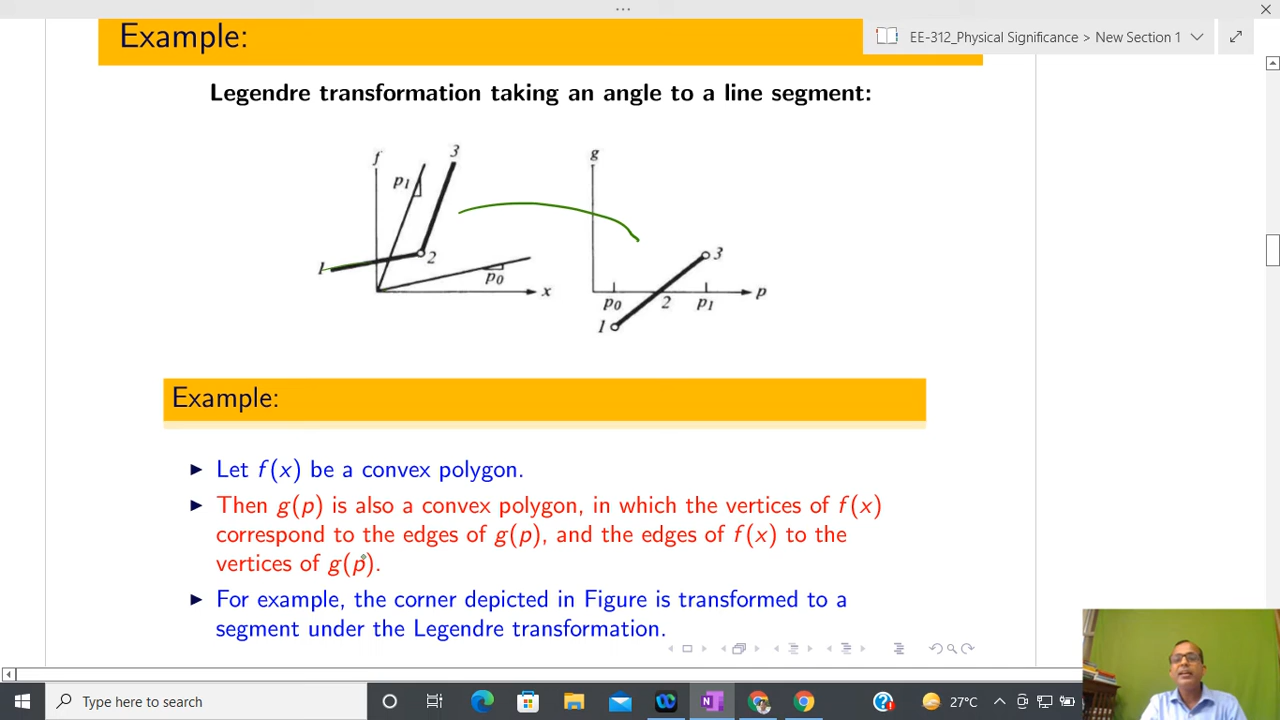 Example:
EE-312_Physical Significance > New Section 1
Legendre transformation taking an angle to a line segment:
f
3
p1
1
2
p0
x
g
3
p0
2
p1
p
1
Example:
Let f(x) be a convex polygon.
Then g(p) is also a convex polygon, in which the vertices of f(x)
correspond to the edges of g(p), and the edges of f(x) to the
vertices of g(p).
For example, the corner depicted in Figure is transformed to a
segment under the Legendre transformation.
Type here to search
27°C